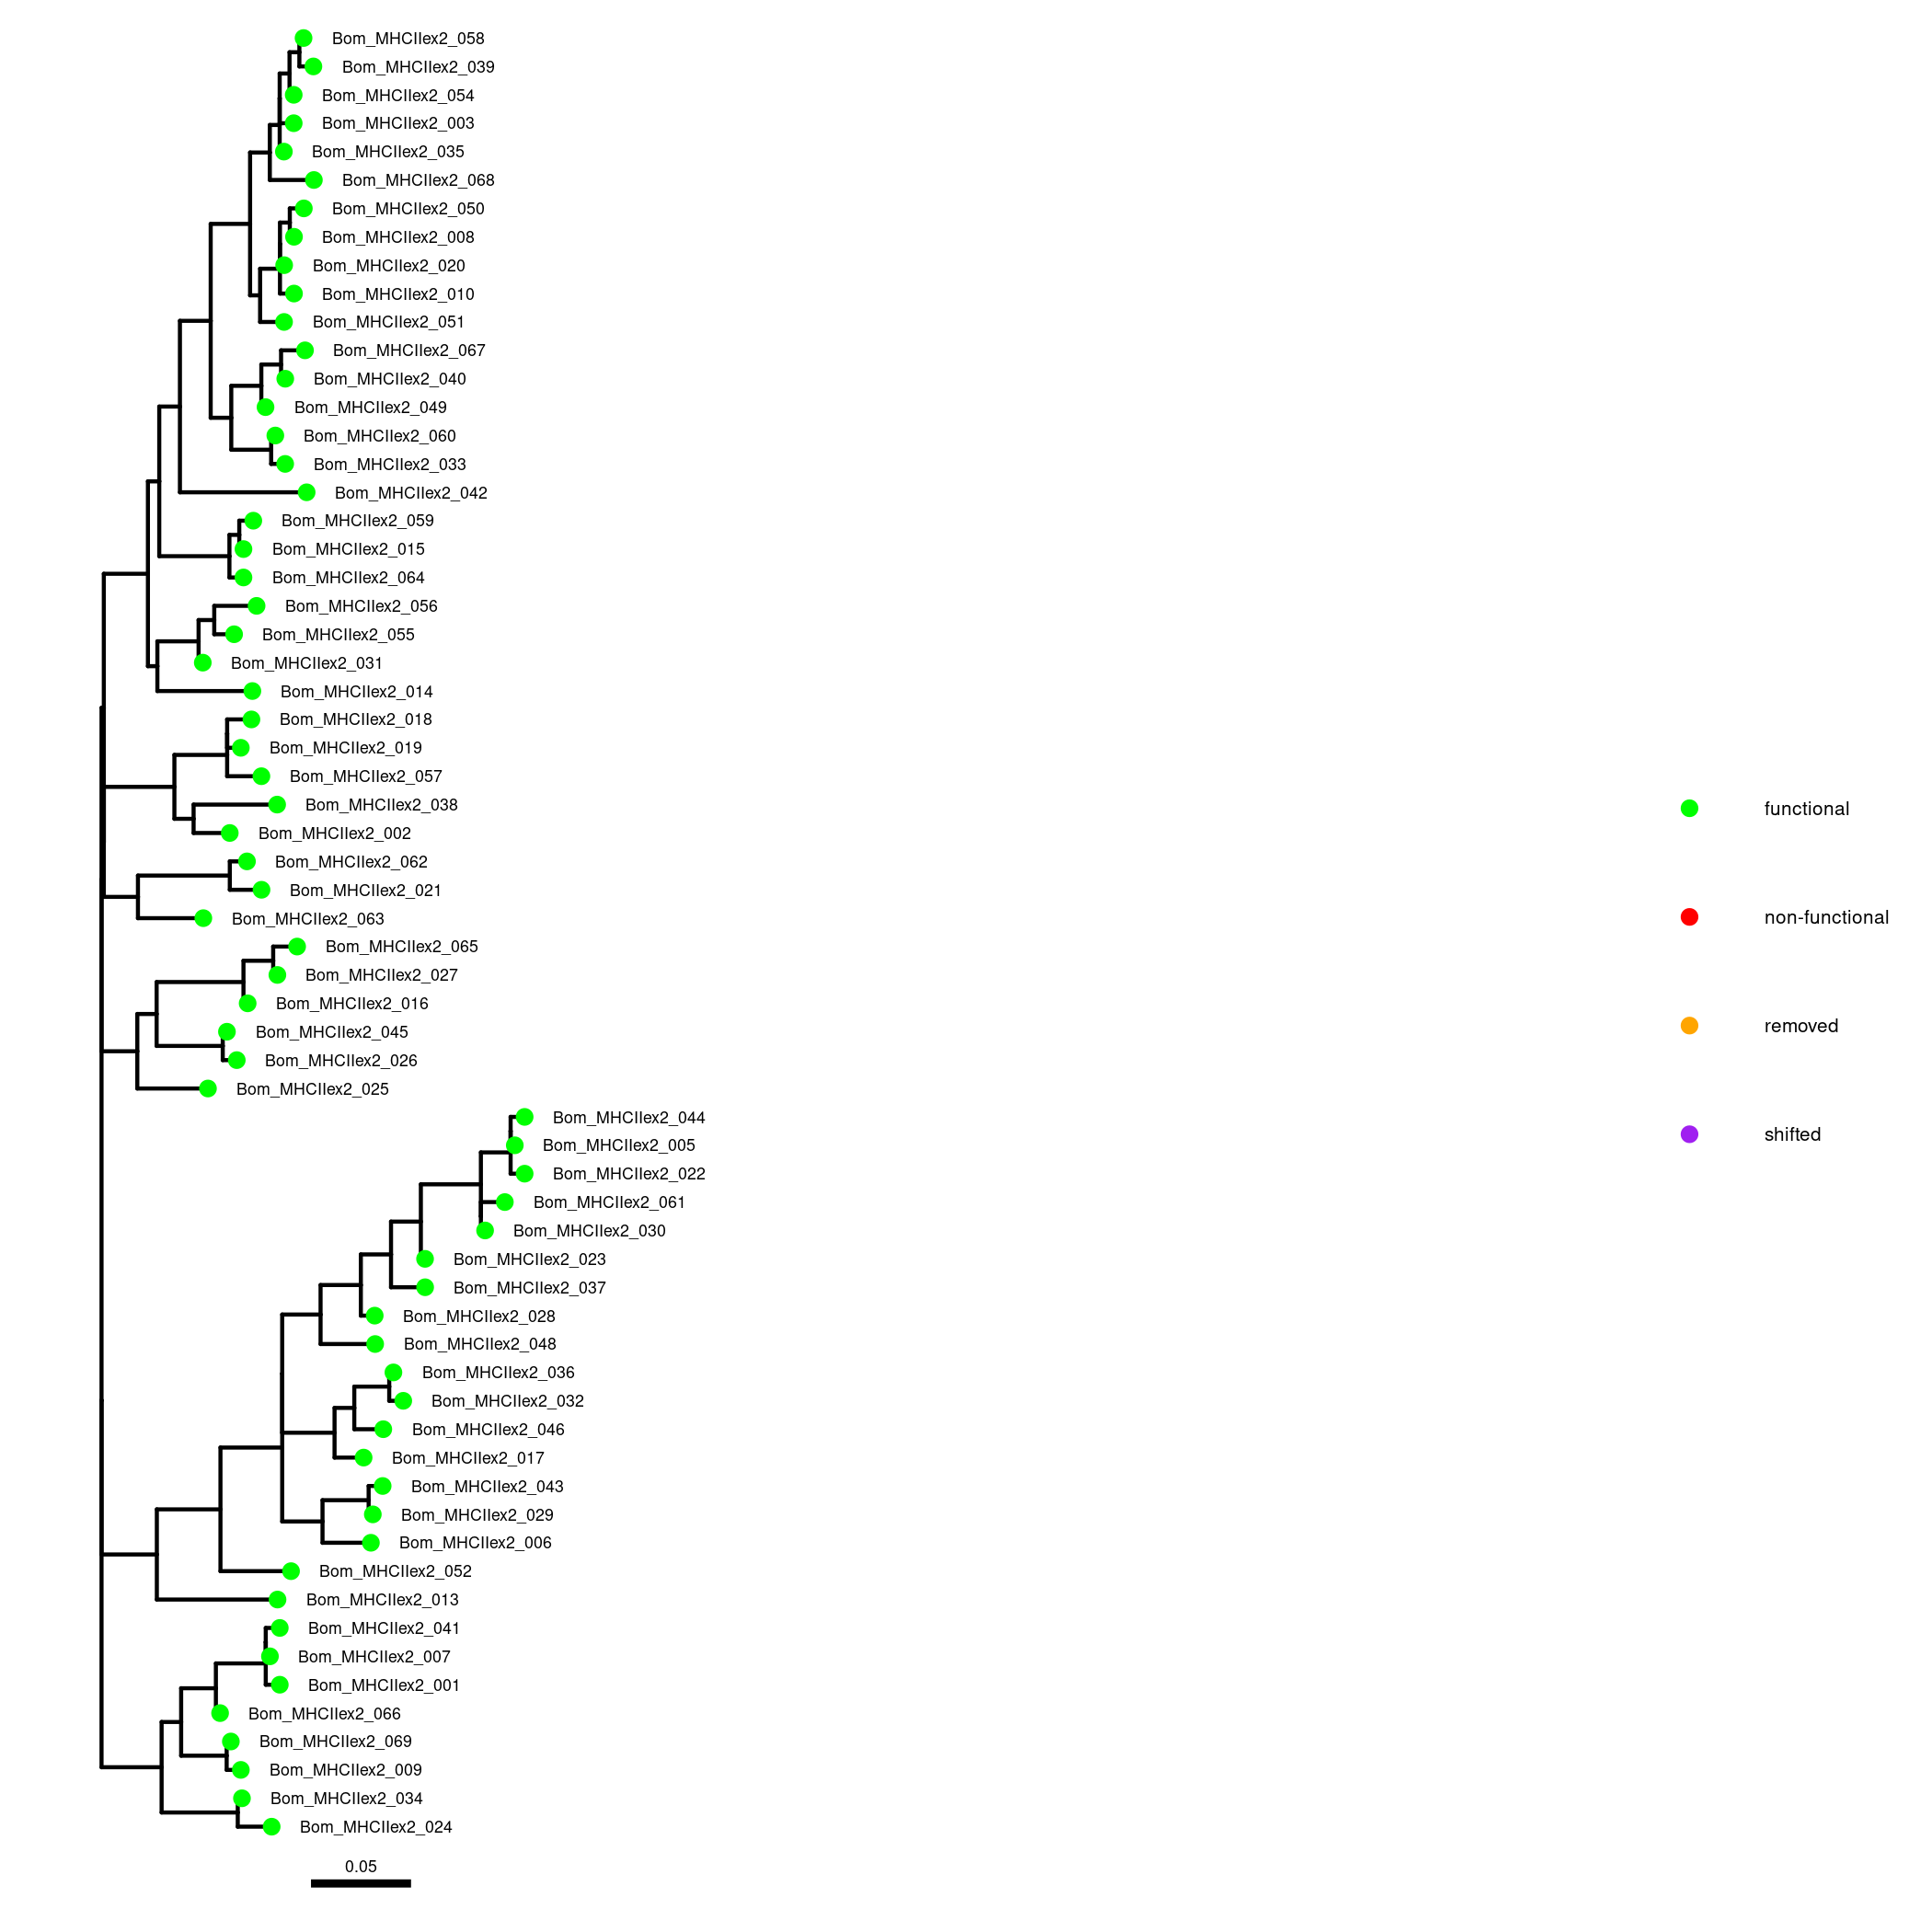 Bom_MHCIIex2_058
Bom_MHCIIex2_039
Bom_MHCIIex2_054
Bom_MHCIIex2_003
Bom_MHCIIex2_035
Bom_MHCIIex2_068
Bom_MHCIIex2_050
Bom_MHCIIex2_008
Bom_MHCIIex2_020
Bom_MHCIIex2_010
Bom_MHCIIex2_051
Bom_MHCIIex2_067
Bom_MHCIIex2_040
Bom_MHCIIex2_049
Bom_MHCIIex2_060
Bom_MHCIIex2_033
Bom_MHCIIex2_042
Bom_MHCIIex2_059
Bom_MHCIIex2_015
Bom_MHCIIex2_064
Bom_MHCIIex2_056
Bom_MHCIIex2_055
Bom_MHCIIex2_031
Bom_MHCIIex2_014
Bom_MHCIIex2_018
Bom_MHCIIex2_019
Bom_MHCIIex2_057
Bom_MHCIIex2_038
Bom_MHCIIex2_002
Bom_MHCIIex2_062
Bom_MHCIIex2_021
Bom_MHCIIex2_063
Bom_MHCIIex2_065
Bom_MHCIIex2_027
Bom_MHCIIex2_016
Bom_MHCIIex2_045
Bom_MHCIIex2_026
Bom_MHCIIex2_025
Bom_MHCIIex2_044
Bom_MHCIIex2_005
Bom_MHCIIex2_022
Bom_MHCIIex2_061
Bom_MHCIIex2_030
Bom_MHCIIex2_023
Bom_MHCIIex2_037
Bom_MHCIIex2_028
Bom_MHCIIex2_048
Bom_MHCIIex2_036
Bom_MHCIIex2_032
Bom_MHCIIex2_046
Bom_MHCIIex2_017
Bom_MHCIIex2_043
Bom_MHCIIex2_029
Bom_MHCIIex2_006
Bom_MHCIIex2_052
Bom_MHCIIex2_013
Bom_MHCIIex2_041
Bom_MHCIIex2_007
Bom_MHCIIex2_001
Bom_MHCIIex2_066
Bom_MHCIIex2_069
Bom_MHCIIex2_009
Bom_MHCIIex2_034
Bom_MHCIIex2_024
0.05
functional
non-functional
removed
shifted